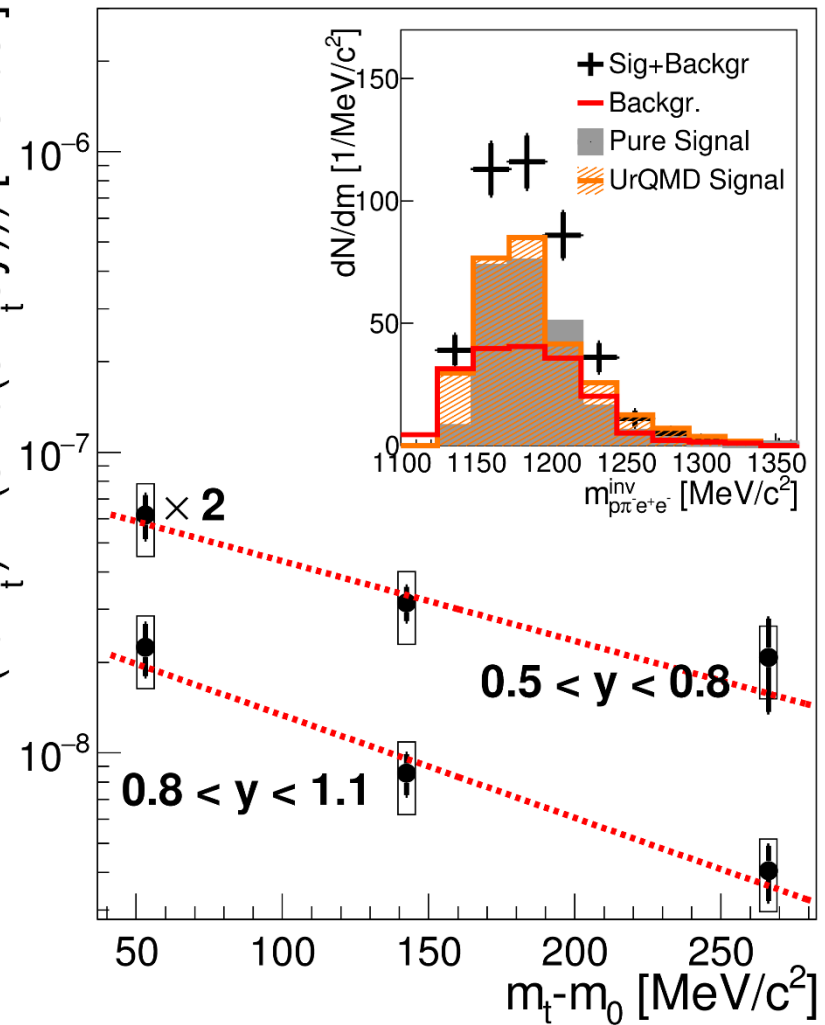 dN/dm [1/MeV/c²]
150
100
50
0
Sig+Backgr
Backgr.
Pure Signal
UrQMD Signal
1100 1150 1200 1250 1300 1350
m^inv_pπ⁻e⁺e⁻ [MeV/c²]
10⁻⁶
10⁻⁷
10⁻⁸
× 2
0.5 < y < 0.8
0.8 < y < 1.1
50 100 150 200 250
mₜ-m₀ [MeV/c²]